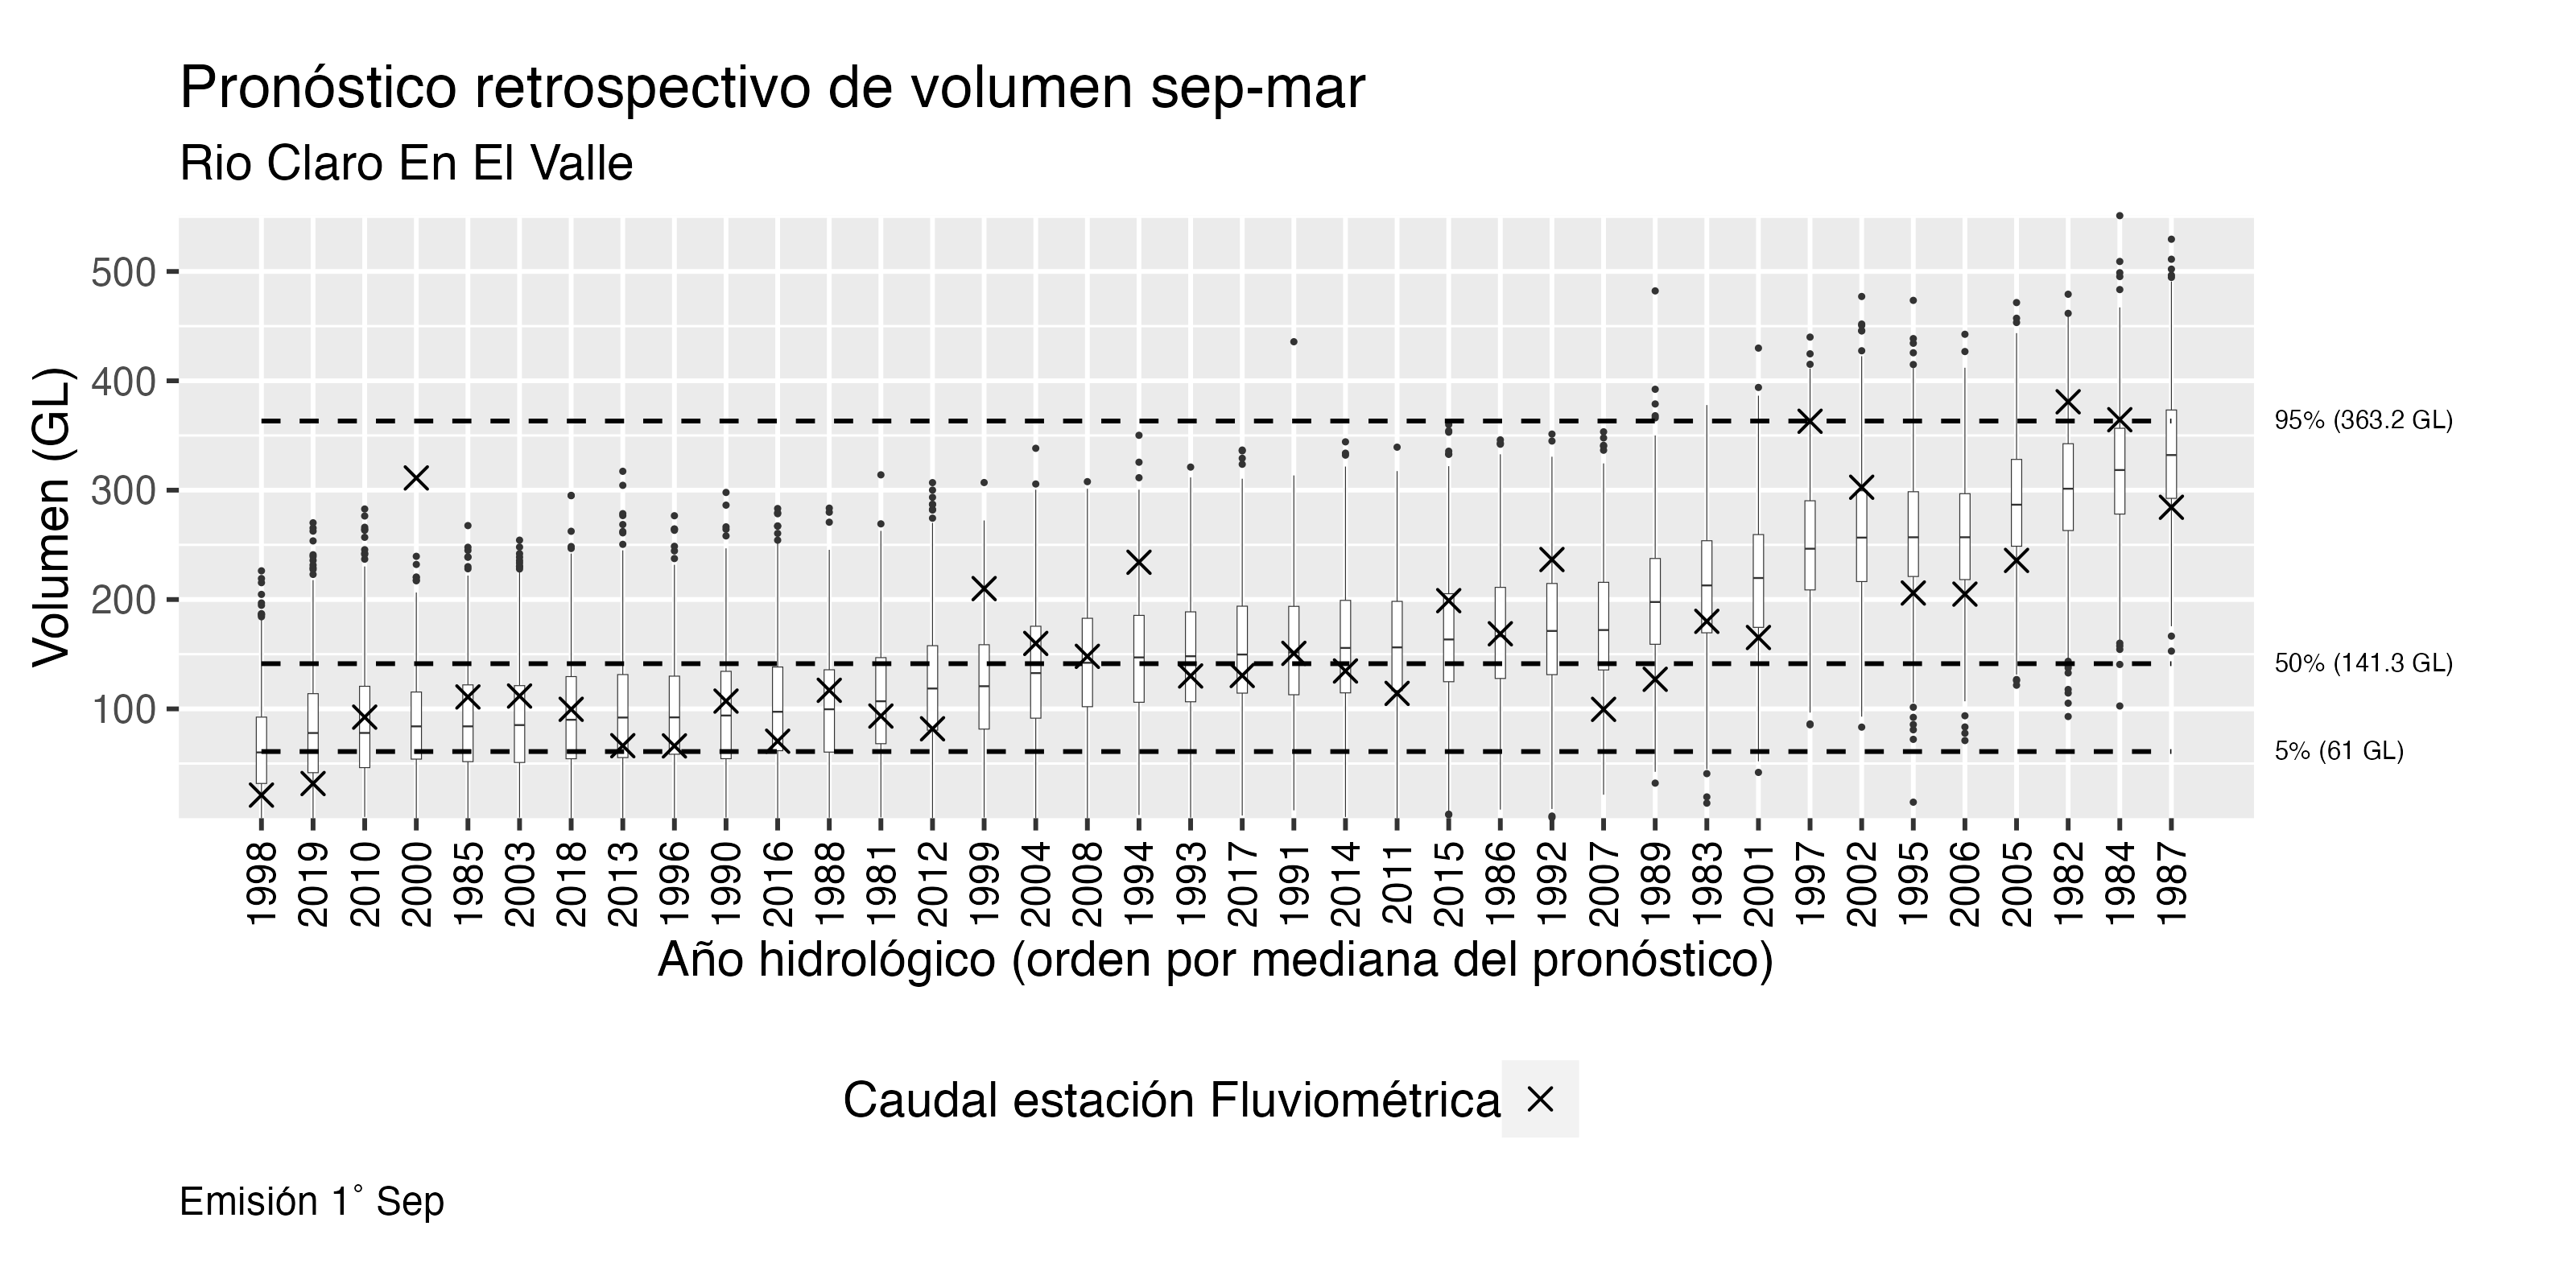 Pronóstico retrospectivo de volumen sep-mar
Rio Claro En El Valle
Volumen (GL)
500
400
300
200
100
95% (363.2 GL)
50% (141.3 GL)
5% (61 GL)
1998 2019 2010 2000 1985 2003 2018 2013 1996 1990 2016 1988 1981 2012 1999 2004 2008 1994 1993 2017 1991 2014 2011 2015 1986 1992 2007 1989 1983 2001 1997 2002 1995 2006 2005 1982 1984 1987
Año hidrológico (orden por mediana del pronóstico)
Caudal estación Fluviométrica
Emisión 1° Sep